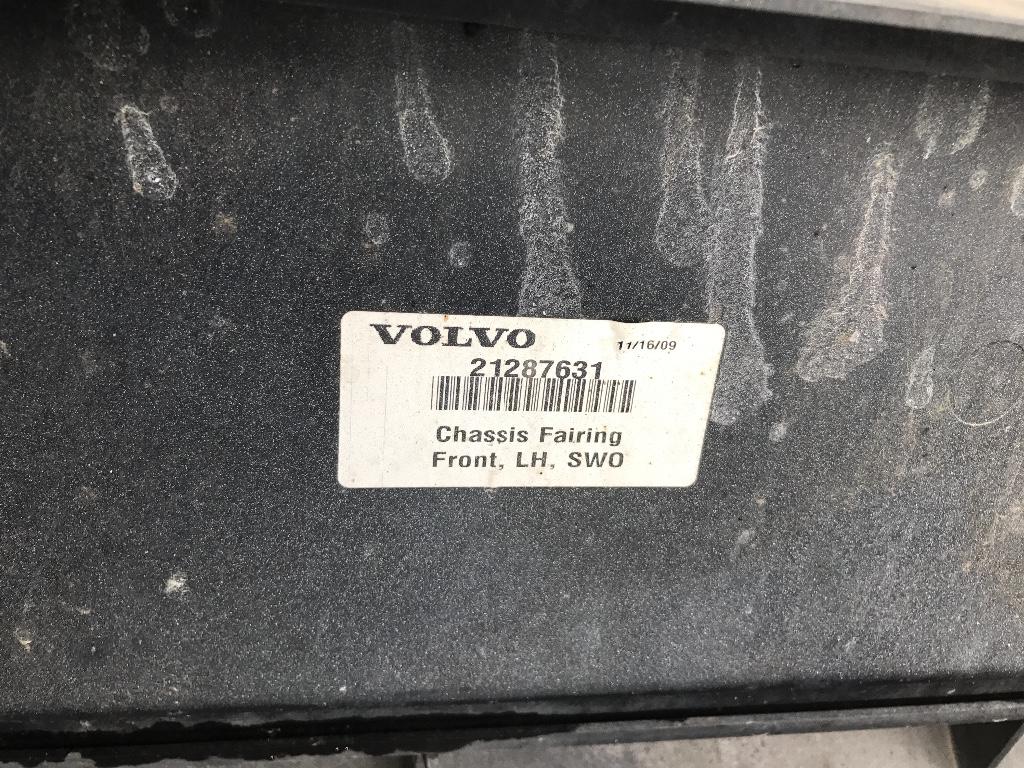 VOLVO 11/16/09
21287631
Chassis Fairing
Front, LH, SWO